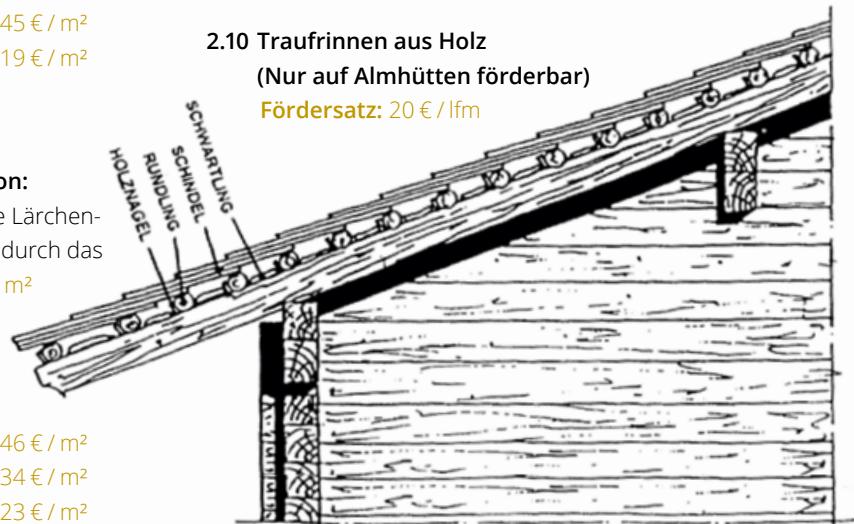 45 € / m²
19 € / m²
on:
e Lärchen-
durch das
m²
46 € / m²
34 € / m²
23 € / m²
2.10 Traufrinnen aus Holz
(Nur auf Almhütten förderbar)
Fördersatz: 20 € / lfm
HOLZNAGEL
RUNDLING
SCHINDEL
SCHWARTLING